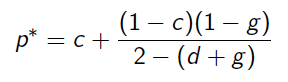 p* = c + (1 − c)(1 − g) / 2 − (d + g)